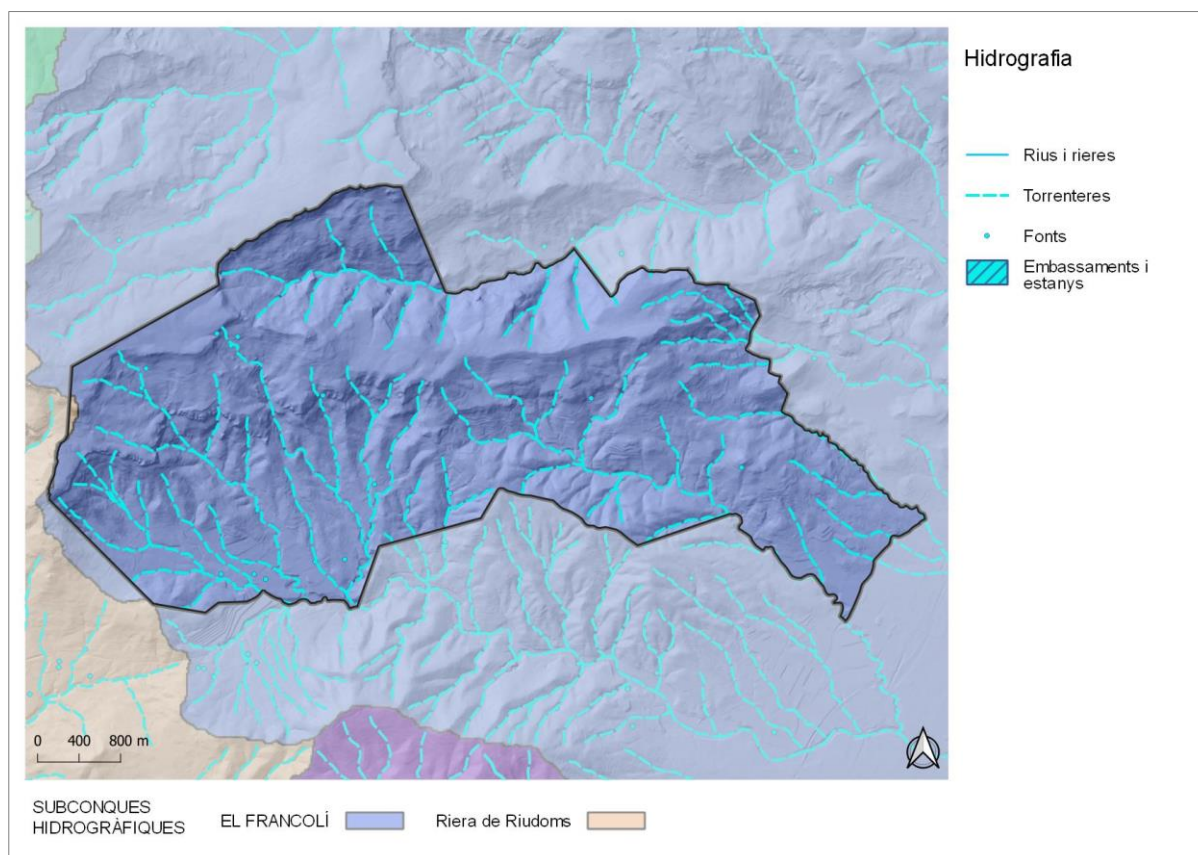 Hidrografia
Rius i rieres
Torrenteres
Fonts
Embassaments i
estanys
0 400 800 m
SUBCONQUES
HIDROGRÀFIQUES
EL FRANCOLÍ
Riera de Riudoms